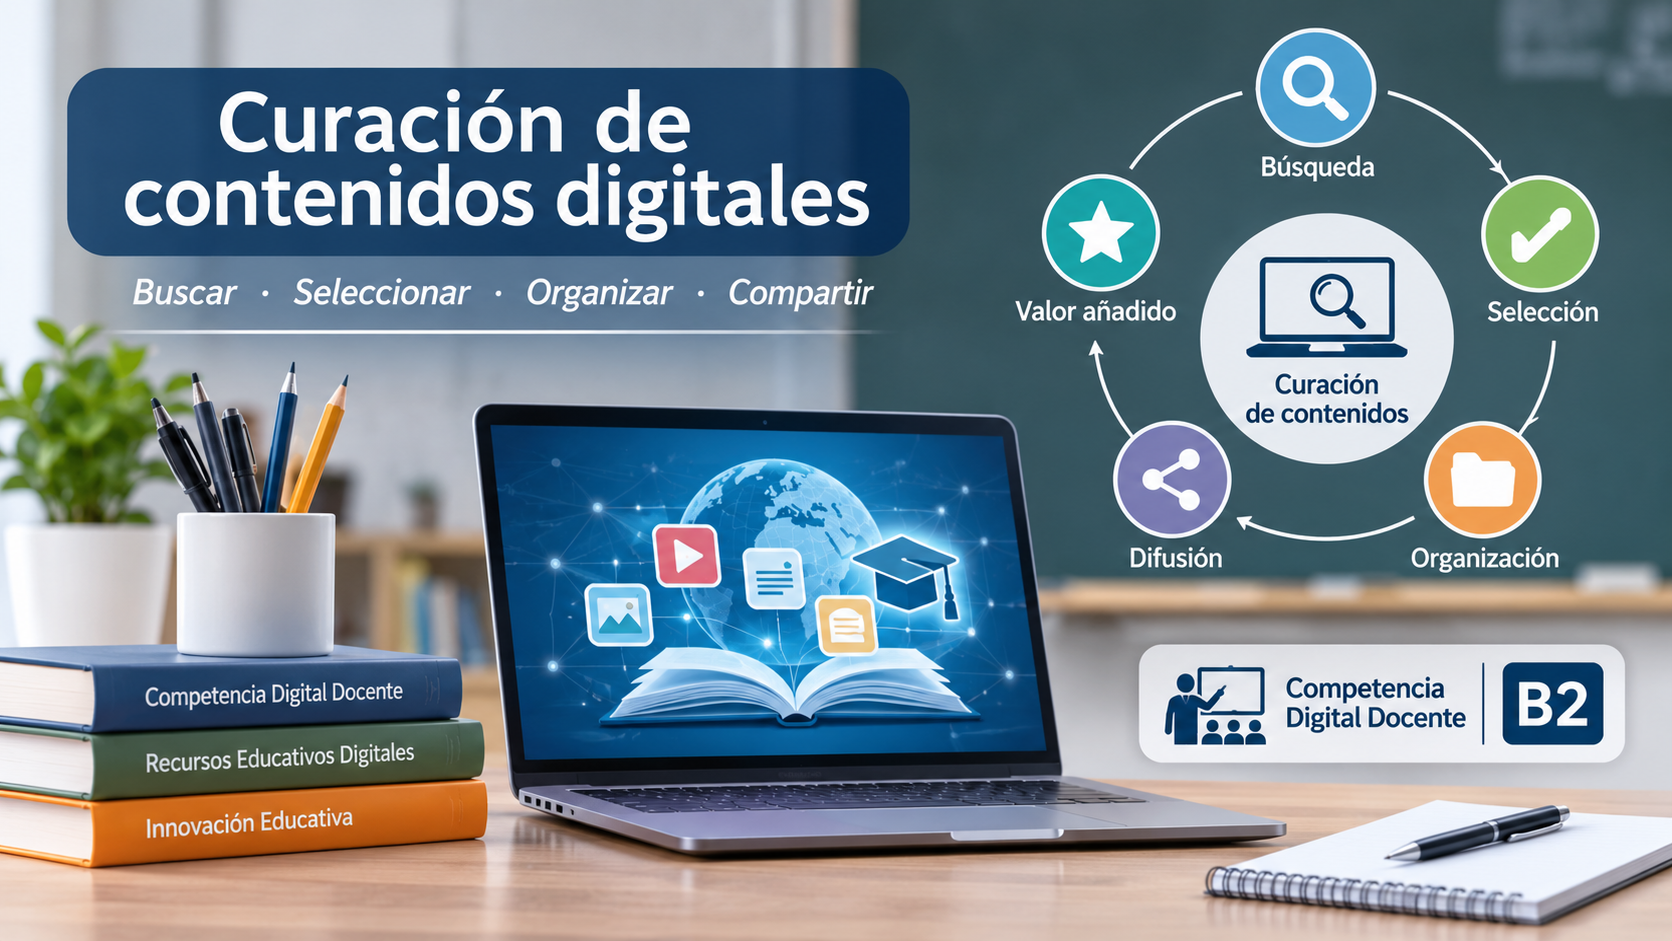 Curación de
contenidos digitales
Buscar · Seleccionar · Organizar · Compartir
Búsqueda
Valor añadido
Selección
Curación
de contenidos
Difusión
Organización
Competencia Digital Docente
Recursos Educativos Digitales
Innovación Educativa
Competencia
Digital Docente
B2